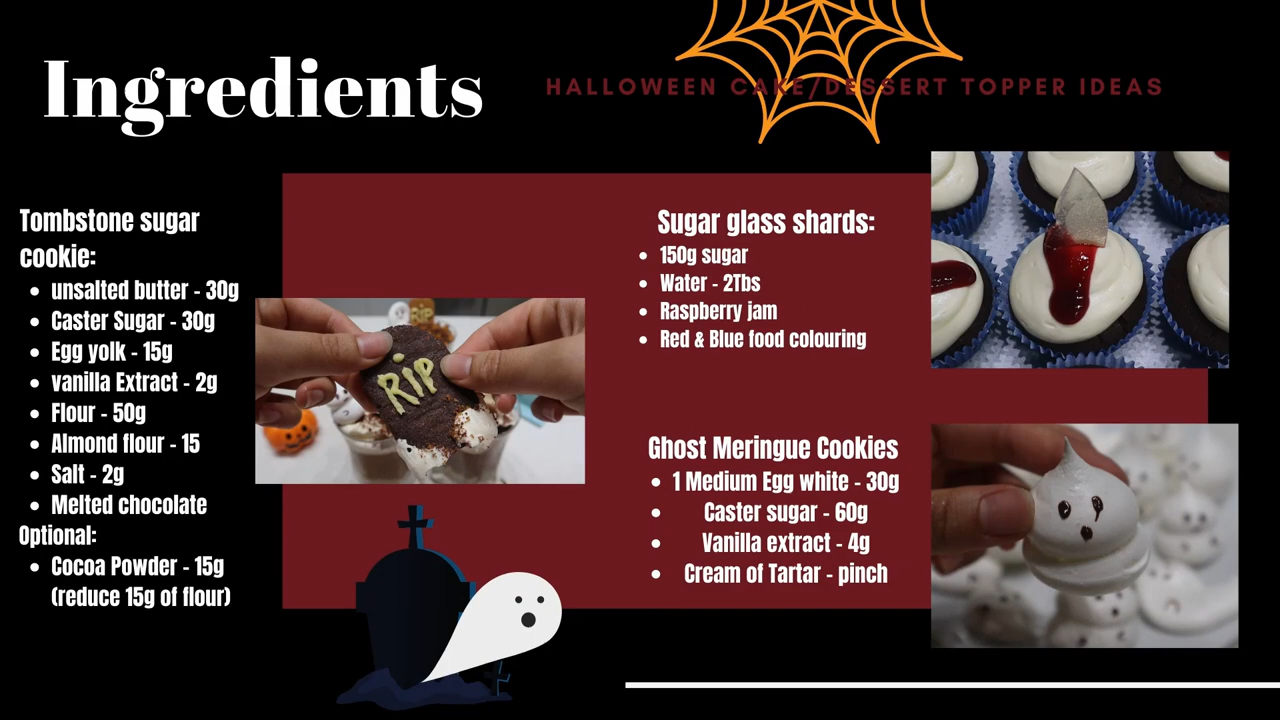 Ingredients
HALLOWEEN CAKE/DESSERT TOPPER IDEAS
Tombstone sugar
cookie:
• unsalted butter - 30g
• Caster Sugar - 30g
• Egg yolk - 15g
• vanilla Extract - 2g
• Flour - 50g
• Almond flour - 15
• Salt - 2g
• Melted chocolate
Optional:
• Cocoa Powder - 15g
(reduce 15g of flour)
RIP
Sugar glass shards:
• 150g sugar
• Water - 2Tbs
• Raspberry jam
• Red & Blue food colouring
Ghost Meringue Cookies
• 1 Medium Egg white - 30g
• Caster sugar - 60g
• Vanilla extract - 4g
• Cream of Tartar - pinch